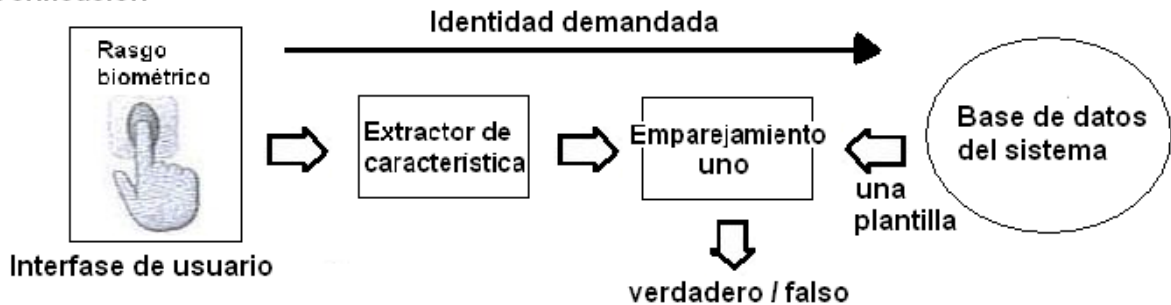 Identidad demandada
Rasgo
biométrico
Extractor de
característica
Emparejamiento
uno
Base de datos
del sistema
una
plantilla
Interfase de usuario
verdadero / falso